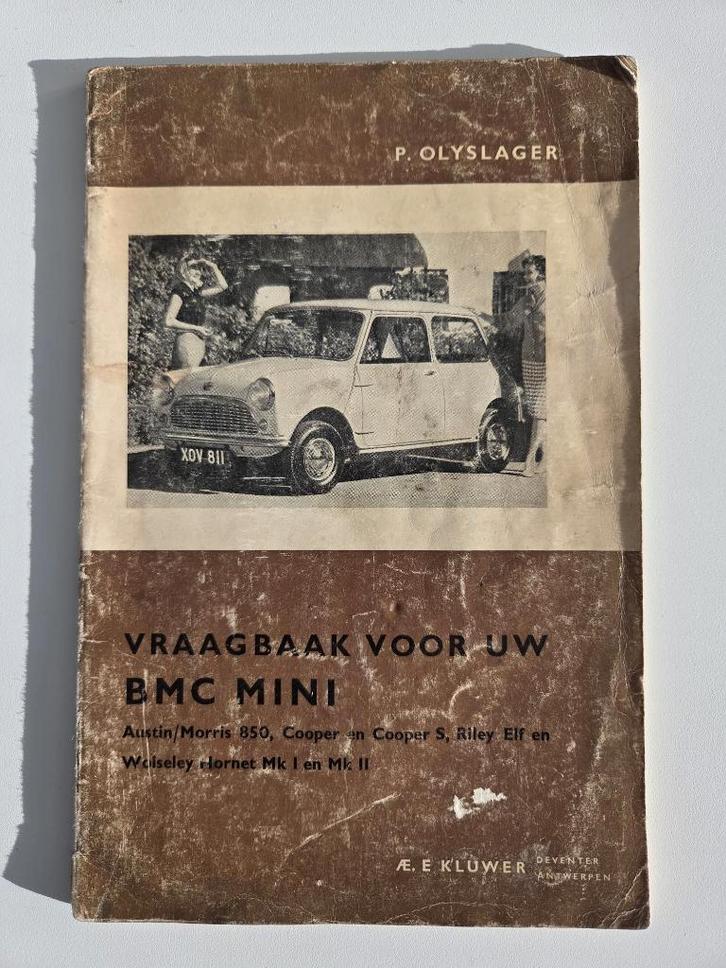 P. OLYSLAGER
XOV 811
VRAAGBAAK VOOR UW
BMC MINI
Austin/Morris 850, Cooper en Cooper S, Riley Elf en
Wolseley Hornet Mk I en Mk II
Æ. E KLUWER DEVENTER
ANTWERPEN